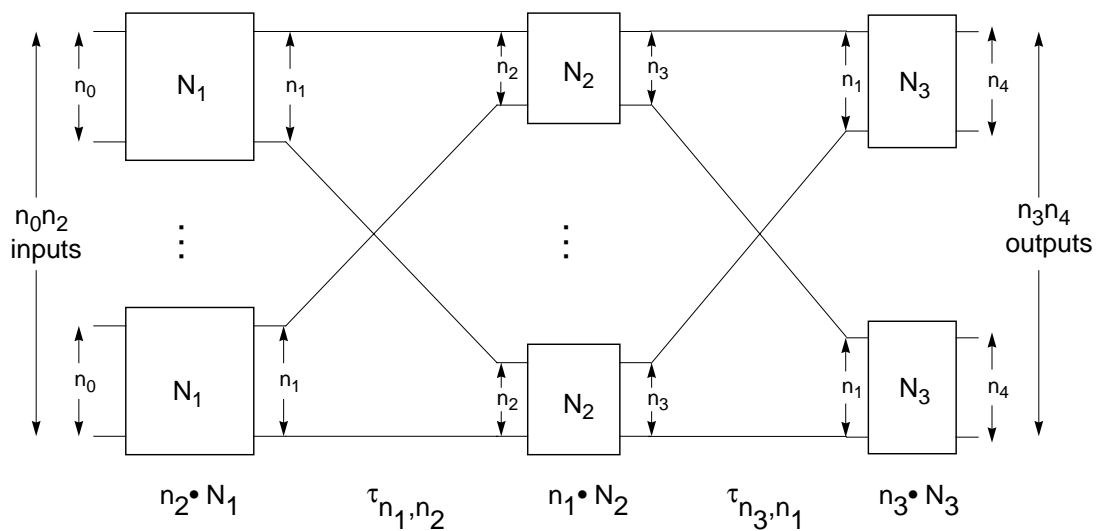 n0 N1 n1 n2 N2 n3 n1 N3 n4
n0n2
inputs
⋮
⋮
n3n4
outputs
n0 N1 n1 n2 N2 n3 n1 N3 n4
n2• N1 τn1,n2 n1• N2 τn3,n1 n3• N3